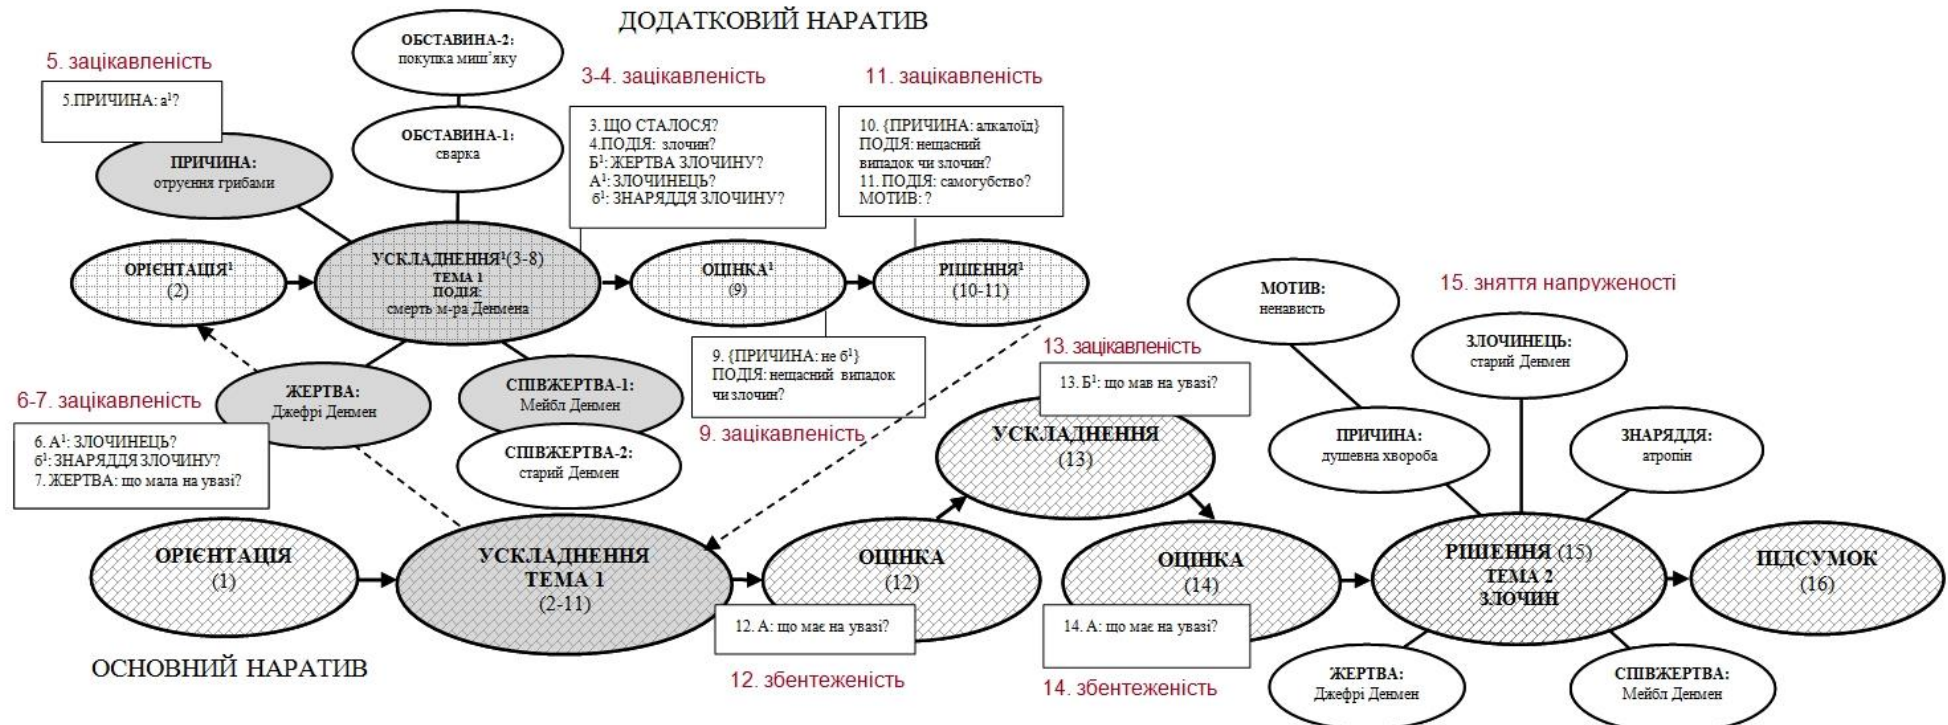 ДОДАТКОВИЙ НАРАТИВ
ОБСТАВИНА-2:
покупка миш’яку
5. зацікавленість
3-4. зацікавленість
11. зацікавленість
5.ПРИЧИНА: а¹?
ОБСТАВИНА-1:
сварка
3. ЩО СТАЛОСЯ?
4.ПОДІЯ: злочин?
Б¹: ЖЕРТВА ЗЛОЧИНУ?
А¹: ЗЛОЧИНЕЦЬ?
б¹: ЗНАРЯДДЯ ЗЛОЧИНУ?
10. {ПРИЧИНА: алкалоїд}
ПОДІЯ: нещасний
випадок чи злочин?
11. ПОДІЯ: самогубство?
МОТИВ: ?
ПРИЧИНА:
отруєння грибами
ОРІЄНТАЦІЯ¹
(2)
УСКЛАДНЕННЯ¹(3-8)
ТЕМА 1
ПОДІЯ:
смерть м-ра Денмена
ОЦІНКА¹
(9)
РІШЕННЯ¹
(10-11)
МОТИВ:
ненависть
15. зняття напруженості
ЗЛОЧИНЕЦЬ:
старий Денмен
9. {ПРИЧИНА: не б¹}
ПОДІЯ: нещасний випадок
чи злочин?
13. зацікавленість
13. Б¹: що мав на увазі?
6-7. зацікавленість
ЖЕРТВА:
Джефрі Денмен
СПІВЖЕРТВА-1:
Мейбл Денмен
9. зацікавленість
6. А¹: ЗЛОЧИНЕЦЬ?
б¹: ЗНАРЯДДЯ ЗЛОЧИНУ?
7. ЖЕРТВА: що мала на увазі?
СПІВЖЕРТВА-2:
старий Денмен
УСКЛАДНЕННЯ
(13)
ПРИЧИНА:
душевна хвороба
ЗНАРЯДДЯ:
атропін
ОРІЄНТАЦІЯ
(1)
УСКЛАДНЕННЯ
ТЕМА 1
(2-11)
ОЦІНКА
(12)
ОЦІНКА
(14)
РІШЕННЯ (15)
ТЕМА 2
ЗЛОЧИН
ПІДСУМОК
(16)
12. А: що має на увазі?
14. А: що має на увазі?
ОСНОВНИЙ НАРАТИВ
12. збентеженість
14. збентеженість
ЖЕРТВА:
Джефрі Денмен
СПІВЖЕРТВА:
Мейбл Денмен